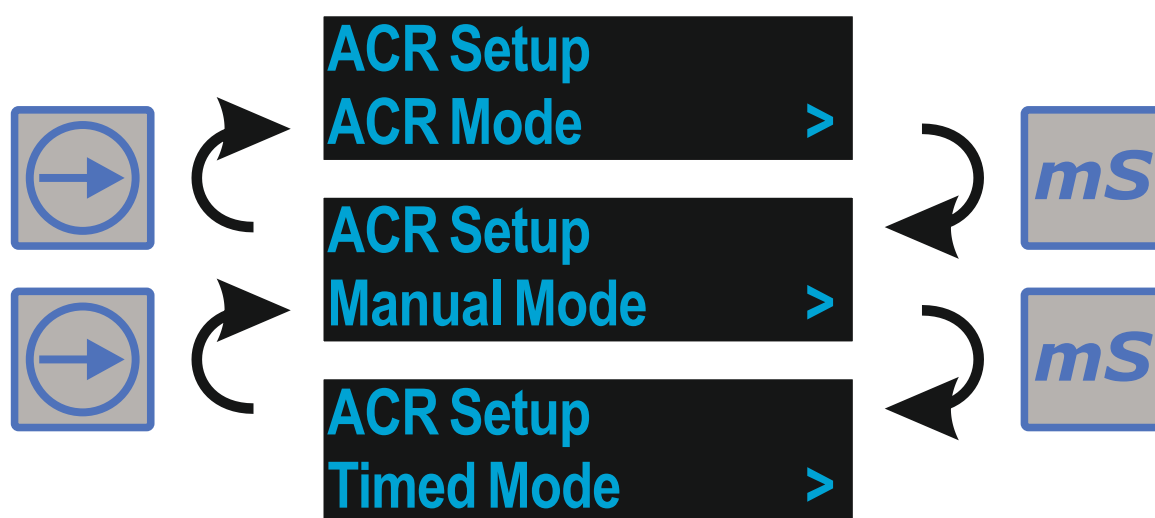 ACR Setup
ACR Mode >
mS
ACR Setup
Manual Mode >
mS
ACR Setup
Timed Mode >